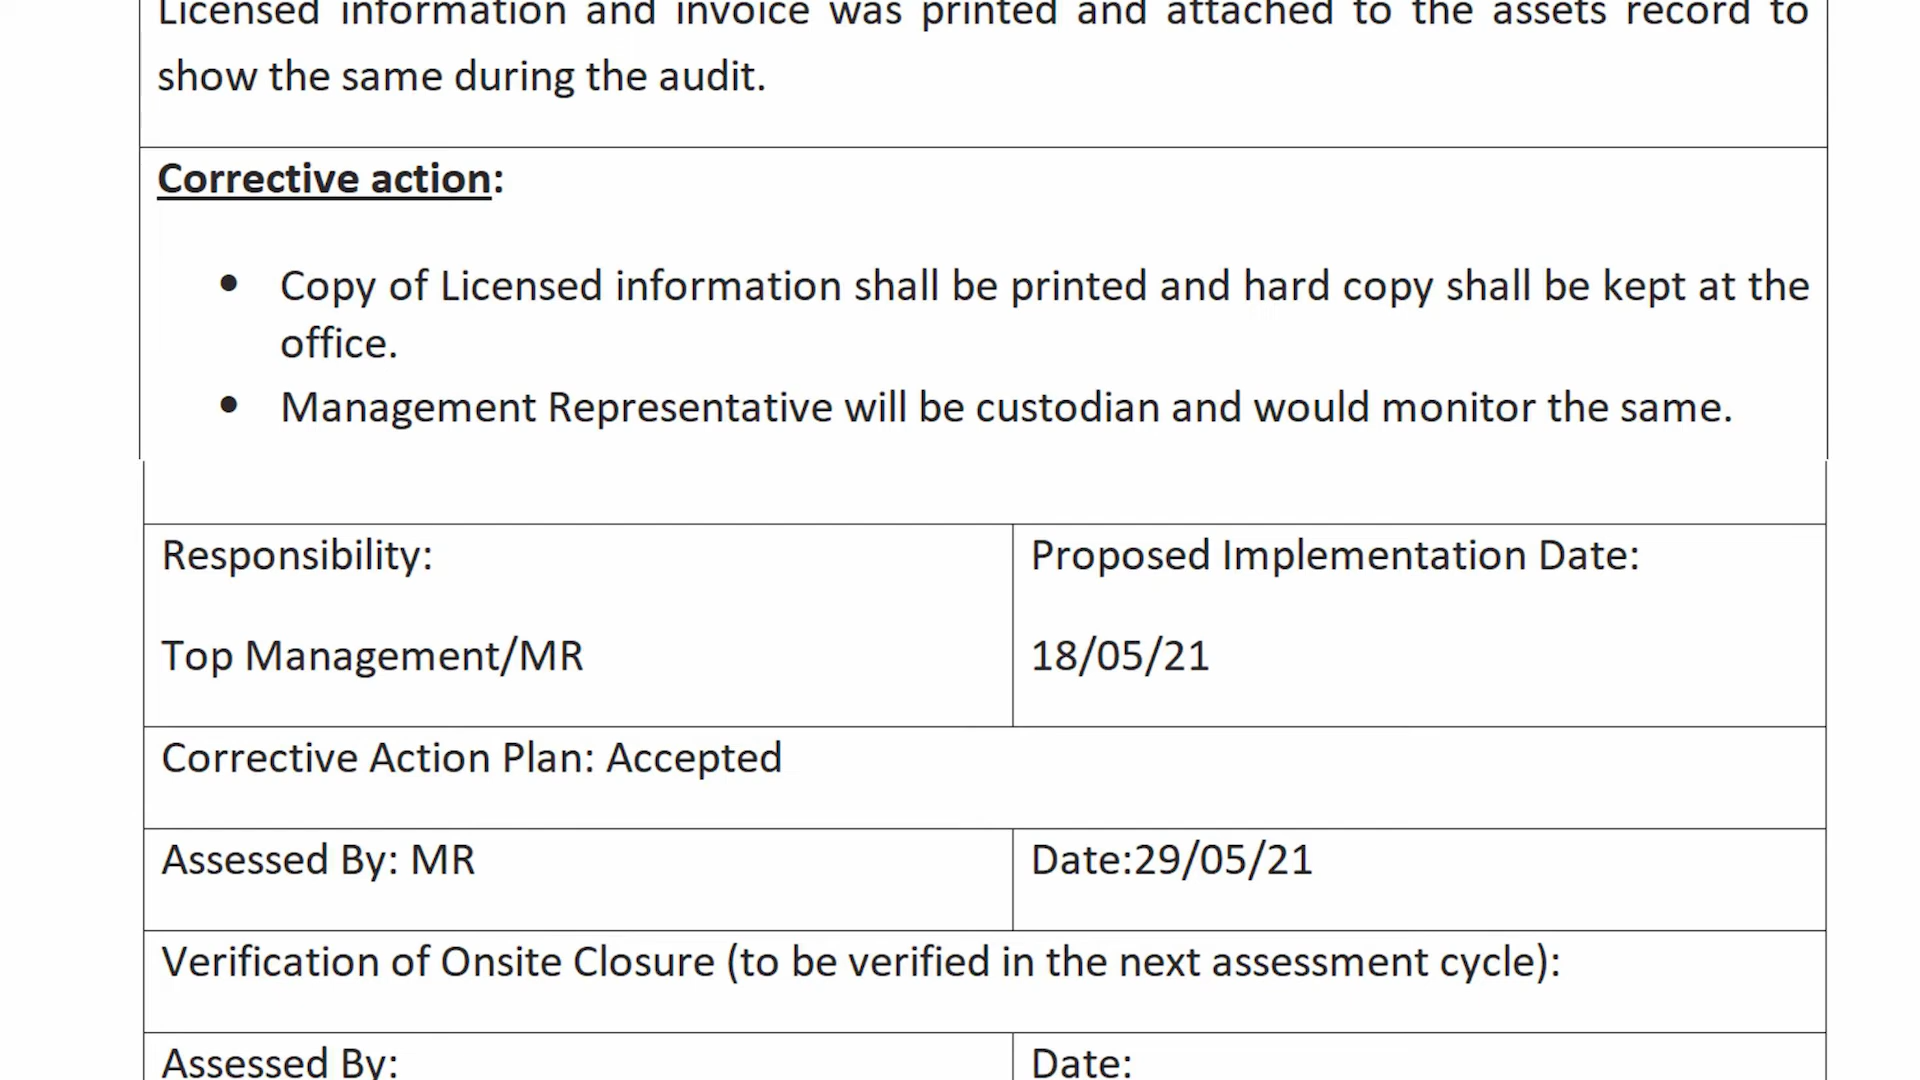 Licensed information and invoice was printed and attached to the assets record to
show the same during the audit.
Corrective action:
• Copy of Licensed information shall be printed and hard copy shall be kept at the
office.
• Management Representative will be custodian and would monitor the same.
Responsibility:
Proposed Implementation Date:
Top Management/MR
18/05/21
Corrective Action Plan: Accepted
Assessed By: MR
Date:29/05/21
Verification of Onsite Closure (to be verified in the next assessment cycle):
Assessed By:
Date: